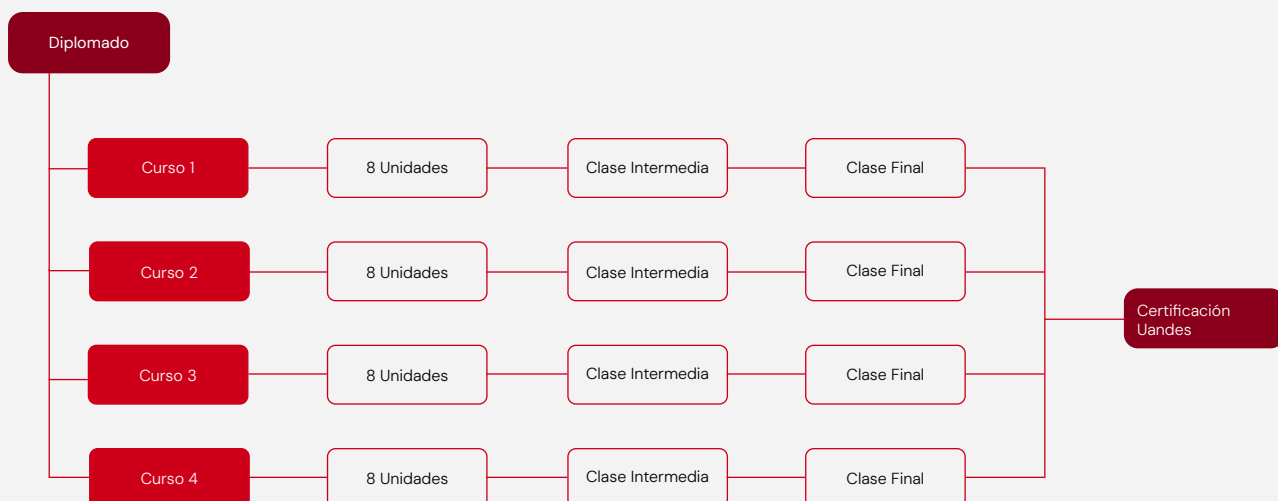 Diplomado
Curso 1
8 Unidades
Clase Intermedia
Clase Final
Curso 2
8 Unidades
Clase Intermedia
Clase Final
Certificación
Uandes
Curso 3
8 Unidades
Clase Intermedia
Clase Final
Curso 4
8 Unidades
Clase Intermedia
Clase Final